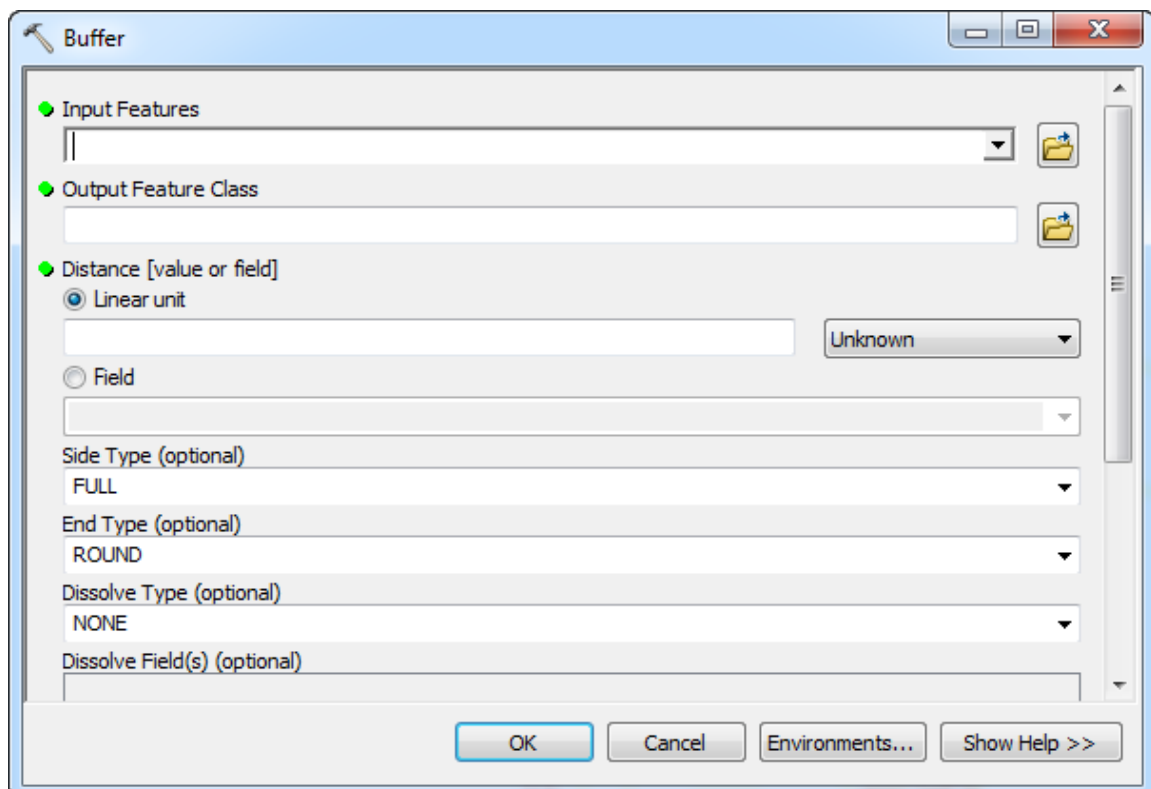 Buffer
Input Features
Output Feature Class
Distance [value or field]
Linear unit
Unknown
Field
Side Type (optional)
FULL
End Type (optional)
ROUND
Dissolve Type (optional)
NONE
Dissolve Field(s) (optional)
OK Cancel Environments... Show Help >>